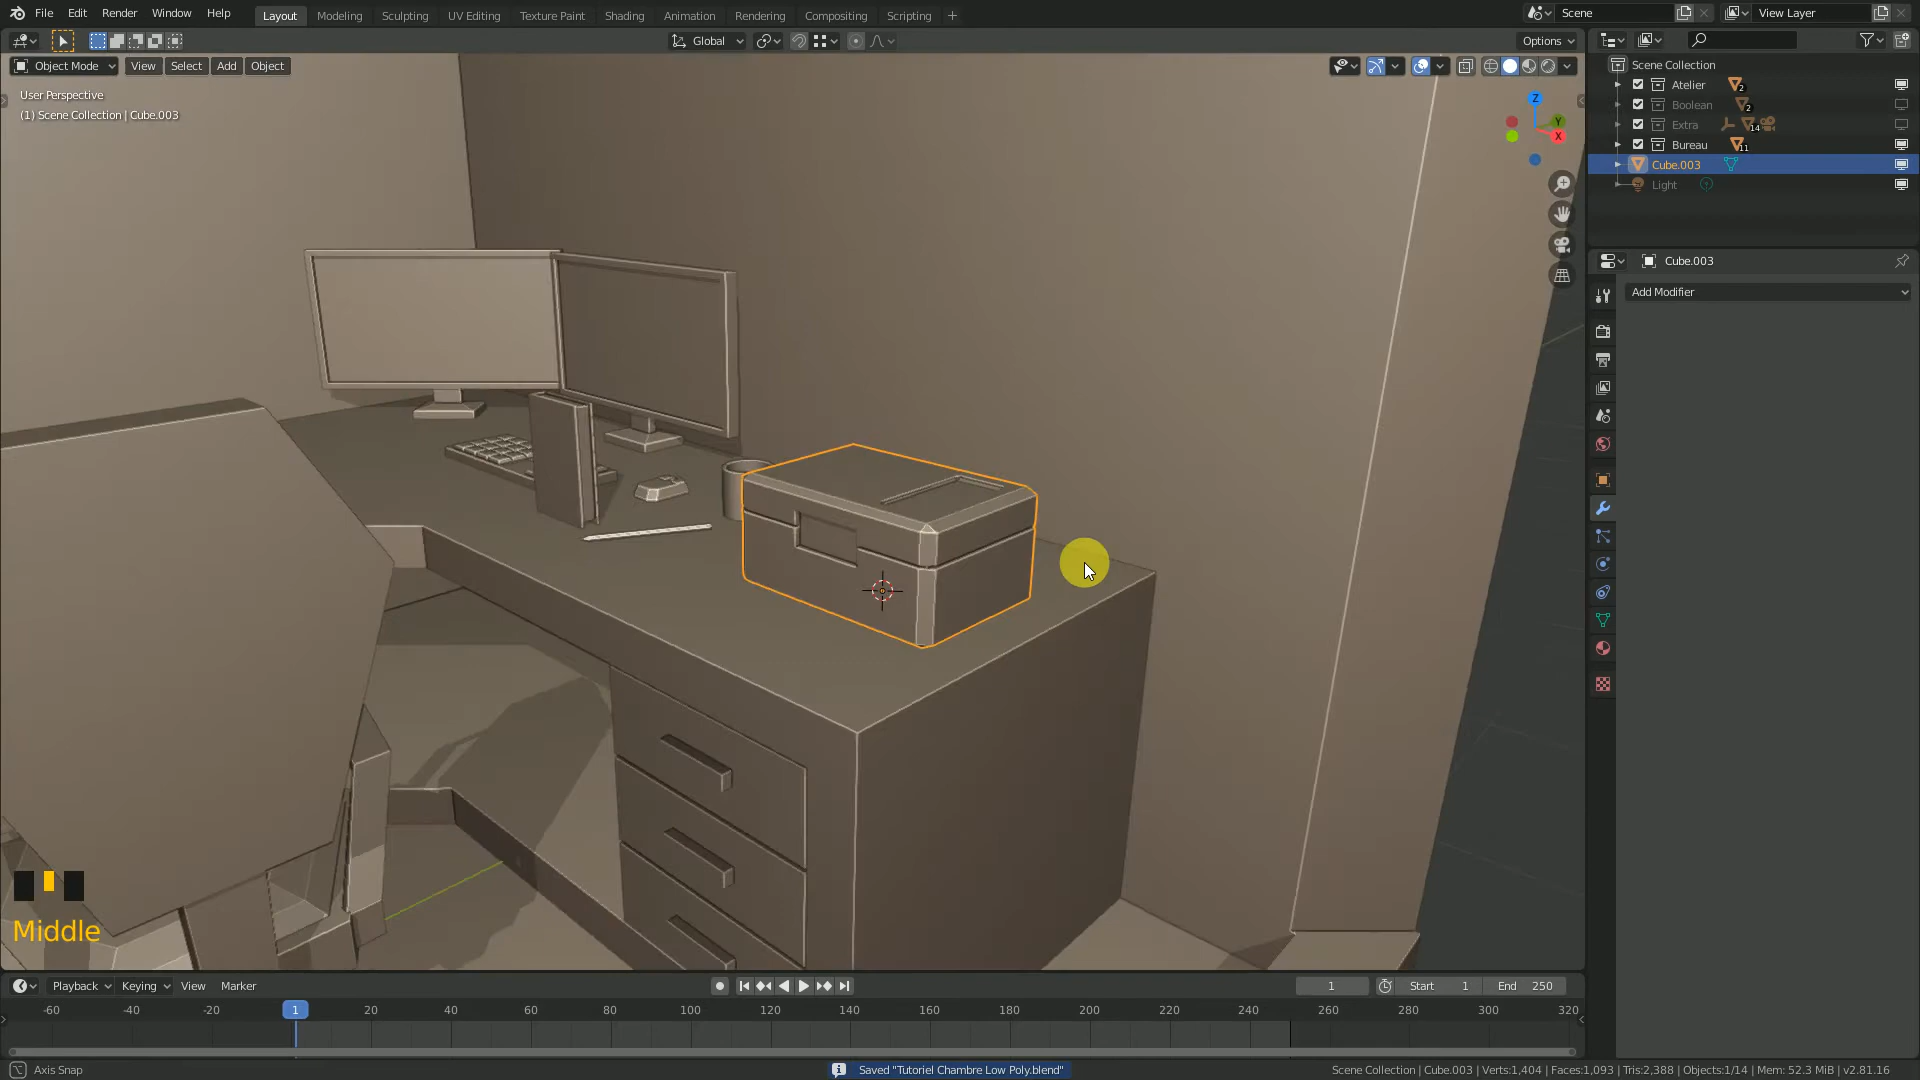 File Edit Render Window Help Layout Modeling Sculpting UV Editing Texture Paint Shading Animation Rendering Compositing Scripting + Scene View Layer
Global Options
Object Mode View Select Add Object
User Perspective
(1) Scene Collection | Cube.003
Z
Y
X
Scene Collection
Atelier 2
Boolean 2
Extra 14
Bureau 11
Cube.003
Light
Cube.003
Add Modifier
Middle
Playback Keying View Marker 1 Start 1 End 250
-60 -40 -20 1 20 40 60 80 100 120 140 160 180 200 220 240 260 280 300 320
Axis Snap Saved "Tutoriel Chambre Low Poly.blend" Scene Collection | Cube.003 | Verts:1,404 | Faces:1,093 | Tris:2,388 | Objects:1/14 | Mem: 52.3 MiB | v2.81.16